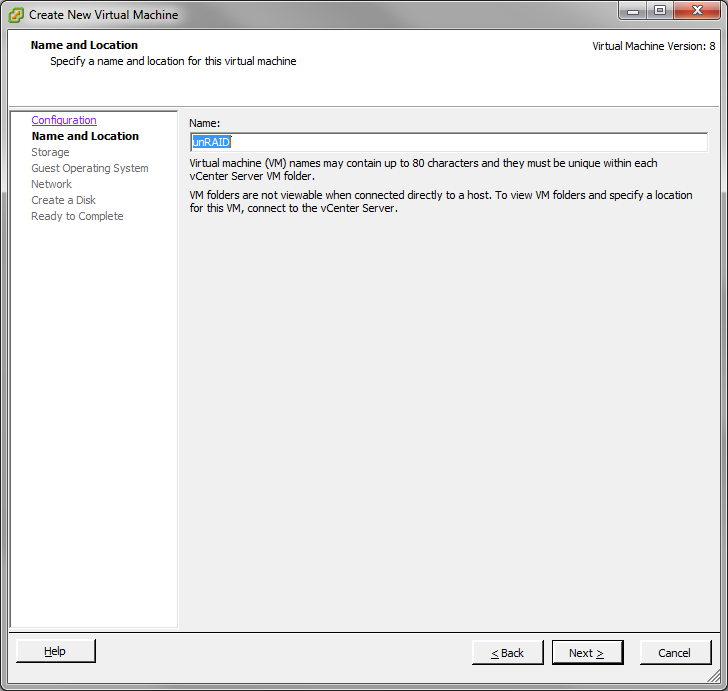 Create New Virtual Machine
Name and Location
Specify a name and location for this virtual machine
Virtual Machine Version: 8
Configuration
Name and Location
Storage
Guest Operating System
Network
Create a Disk
Ready to Complete
Name:
unRAID
Virtual machine (VM) names may contain up to 80 characters and they must be unique within each
vCenter Server VM folder.
VM folders are not viewable when connected directly to a host. To view VM folders and specify a location
for this VM, connect to the vCenter Server.
Help
< Back
Next >
Cancel